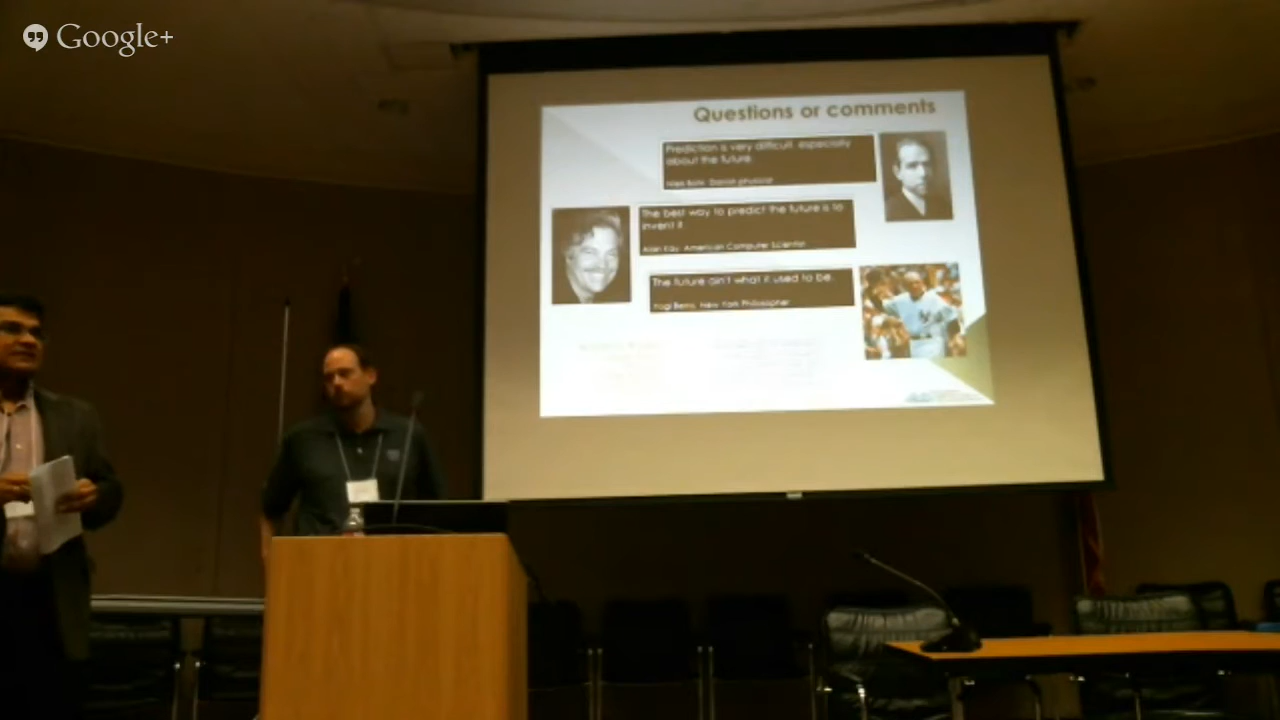 Google+
Questions or comments
Prediction is very difficult especially
about the future.
Niels Bohr, Danish physicist
The best way to predict the future is to
invent it
Alan Kay, American Computer Scientist
The future ain't what it used to be.
Yogi Berra, New York Philosopher